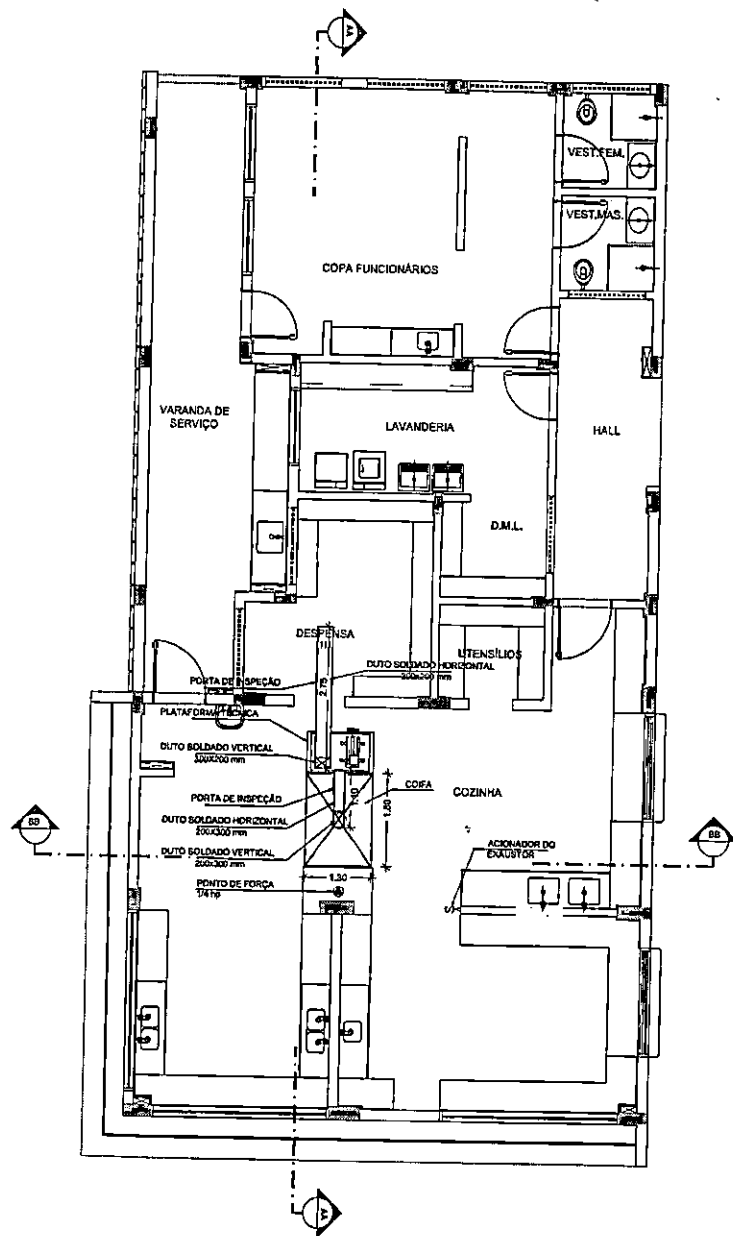 AA
VEST.FEM.
VEST.MAS.
COPA FUNCIONÁRIOS
VARANDA DE
SERVIÇO
LAVANDERIA
HALL
D.M.L.
DESPENSA
UTENSÍLIOS
DUTO SOLDADO HORIZONTAL
PORTA DE INSPEÇÃO
2.75
PLATAFORMA TÉCNICA
DUTO SOLDADO VERTICAL
300X200 mm
COIFA
COZINHA
1.10
1.80
PORTA DE INSPEÇÃO
DUTO SOLDADO HORIZONTAL
200X300 mm
DUTO SOLDADO VERTICAL
200x300 mm
BB
BB
ACIONADOR DO
EXAUSTOR
S
1.30
PONTO DE FORÇA
1/4 hp
AA